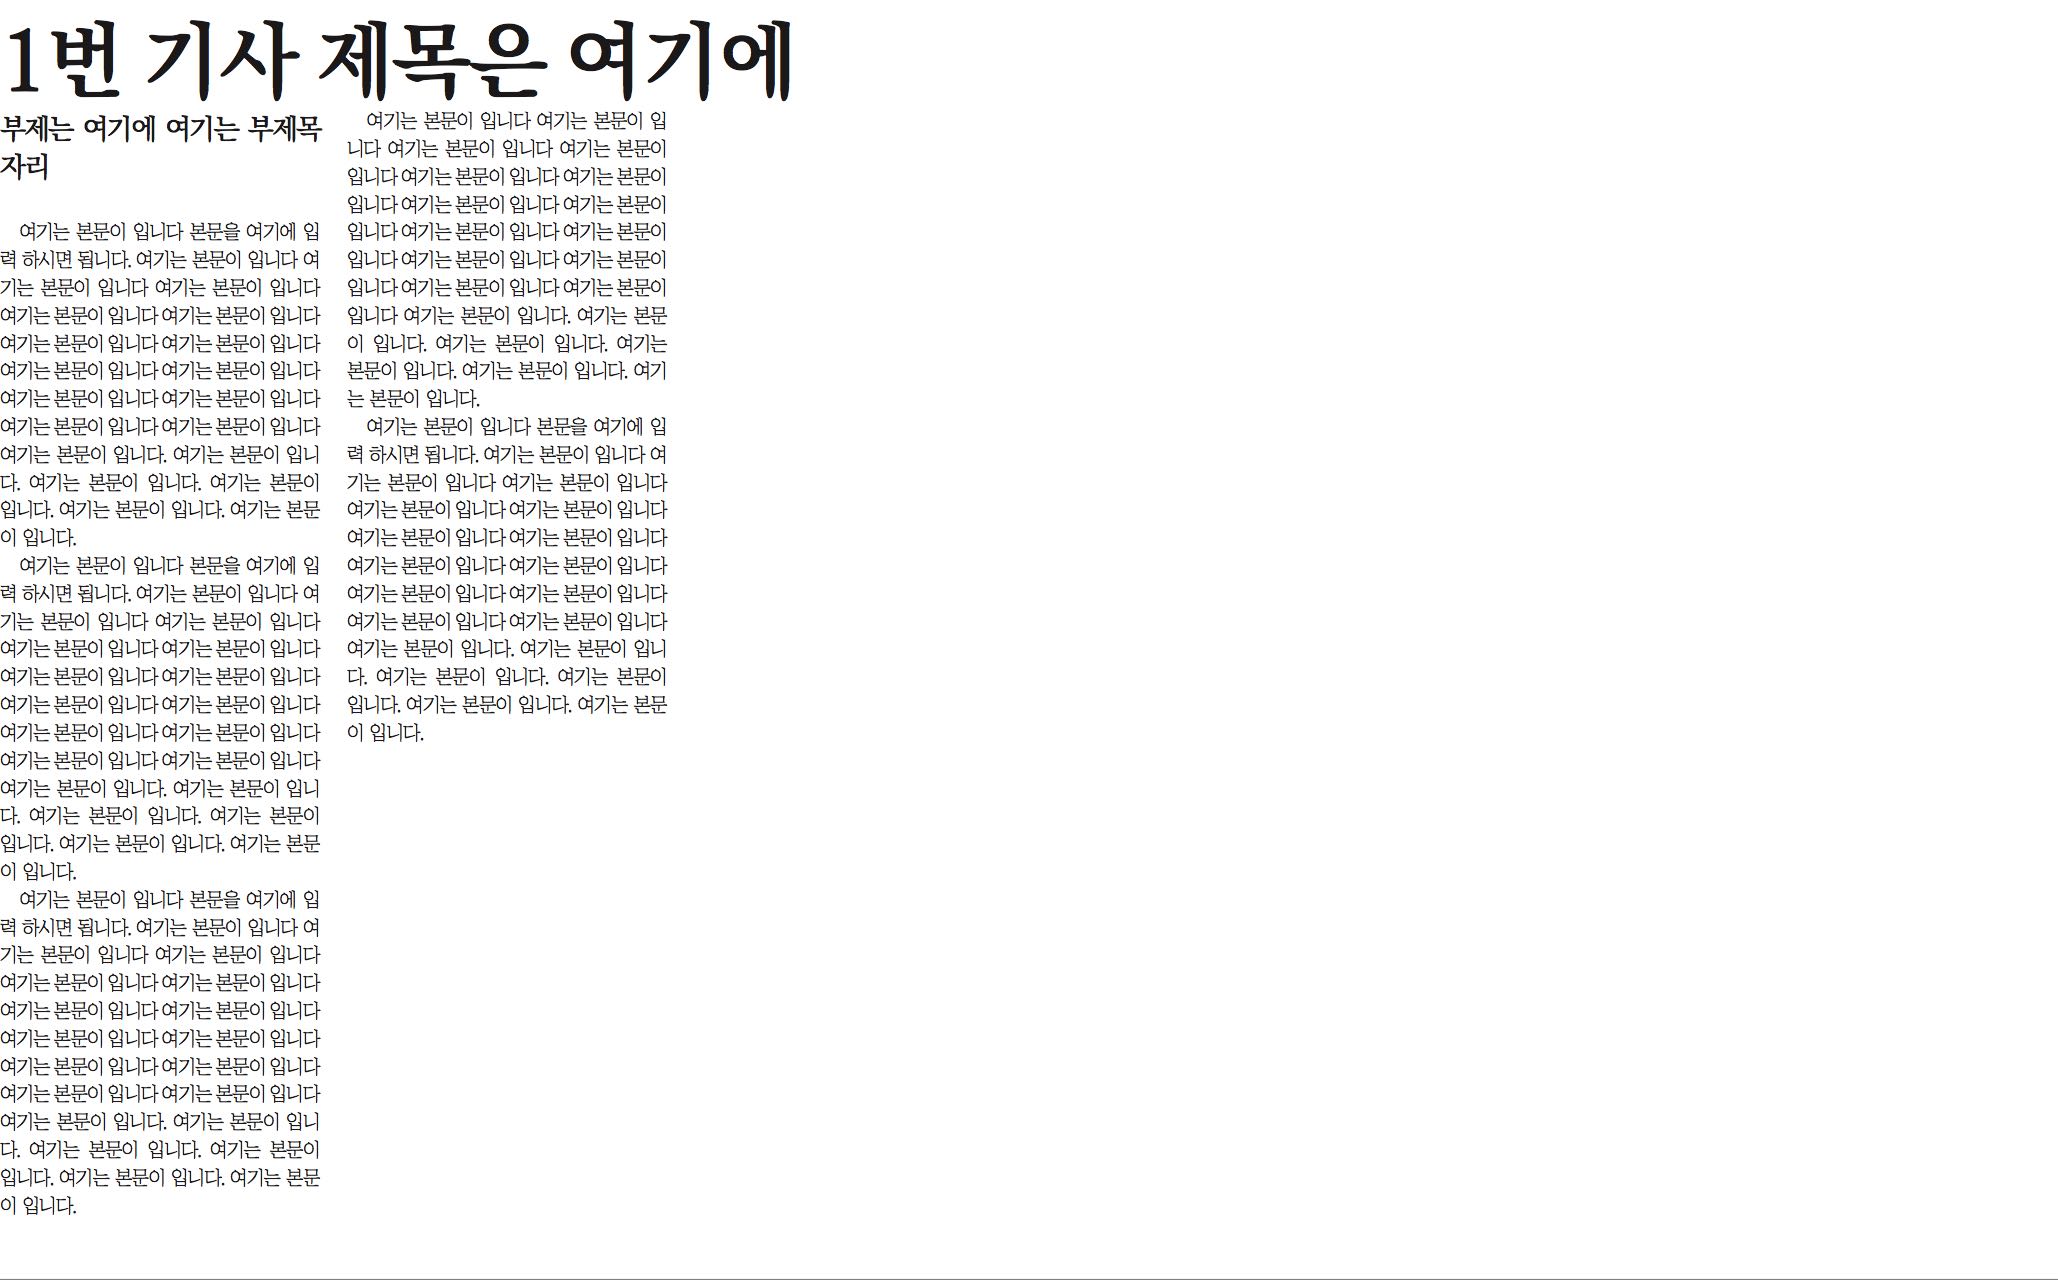 1번 기사 제목은 여기에
부제는 여기에 여기는 부제목
자리
여기는 본문이 입니다 본문을 여기에 입
력 하시면 됩니다. 여기는 본문이 입니다 여
기는 본문이 입니다 여기는 본문이 입니다
여기는 본문이 입니다 여기는 본문이 입니다
여기는 본문이 입니다 여기는 본문이 입니다
여기는 본문이 입니다 여기는 본문이 입니다
여기는 본문이 입니다 여기는 본문이 입니다
여기는 본문이 입니다 여기는 본문이 입니다
여기는 본문이 입니다. 여기는 본문이 입니
다. 여기는 본문이 입니다. 여기는 본문이
입니다. 여기는 본문이 입니다. 여기는 본문
이 입니다.
여기는 본문이 입니다 본문을 여기에 입
력 하시면 됩니다. 여기는 본문이 입니다 여
기는 본문이 입니다 여기는 본문이 입니다
여기는 본문이 입니다 여기는 본문이 입니다
여기는 본문이 입니다 여기는 본문이 입니다
여기는 본문이 입니다 여기는 본문이 입니다
여기는 본문이 입니다 여기는 본문이 입니다
여기는 본문이 입니다 여기는 본문이 입니다
여기는 본문이 입니다. 여기는 본문이 입니
다. 여기는 본문이 입니다. 여기는 본문이
입니다. 여기는 본문이 입니다. 여기는 본문
이 입니다.
여기는 본문이 입니다 본문을 여기에 입
력 하시면 됩니다. 여기는 본문이 입니다 여
기는 본문이 입니다 여기는 본문이 입니다
여기는 본문이 입니다 여기는 본문이 입니다
여기는 본문이 입니다 여기는 본문이 입니다
여기는 본문이 입니다 여기는 본문이 입니다
여기는 본문이 입니다 여기는 본문이 입니다
여기는 본문이 입니다 여기는 본문이 입니다
여기는 본문이 입니다. 여기는 본문이 입니
다. 여기는 본문이 입니다. 여기는 본문이
입니다. 여기는 본문이 입니다. 여기는 본문
이 입니다.
여기는 본문이 입니다 여기는 본문이 입
니다 여기는 본문이 입니다 여기는 본문이
입니다 여기는 본문이 입니다 여기는 본문이
입니다 여기는 본문이 입니다 여기는 본문이
입니다 여기는 본문이 입니다 여기는 본문이
입니다 여기는 본문이 입니다 여기는 본문이
입니다 여기는 본문이 입니다 여기는 본문이
입니다 여기는 본문이 입니다. 여기는 본문
이 입니다. 여기는 본문이 입니다. 여기는
본문이 입니다. 여기는 본문이 입니다. 여기
는 본문이 입니다.
여기는 본문이 입니다 본문을 여기에 입
력 하시면 됩니다. 여기는 본문이 입니다 여
기는 본문이 입니다 여기는 본문이 입니다
여기는 본문이 입니다 여기는 본문이 입니다
여기는 본문이 입니다 여기는 본문이 입니다
여기는 본문이 입니다 여기는 본문이 입니다
여기는 본문이 입니다 여기는 본문이 입니다
여기는 본문이 입니다 여기는 본문이 입니다
여기는 본문이 입니다. 여기는 본문이 입니
다. 여기는 본문이 입니다. 여기는 본문이
입니다. 여기는 본문이 입니다. 여기는 본문
이 입니다.